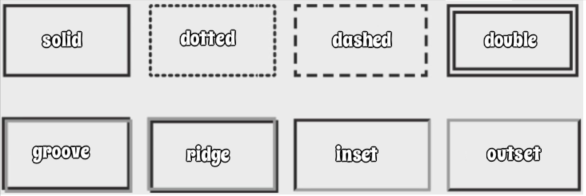 solid dotted dashed double
groove ridge inset outset